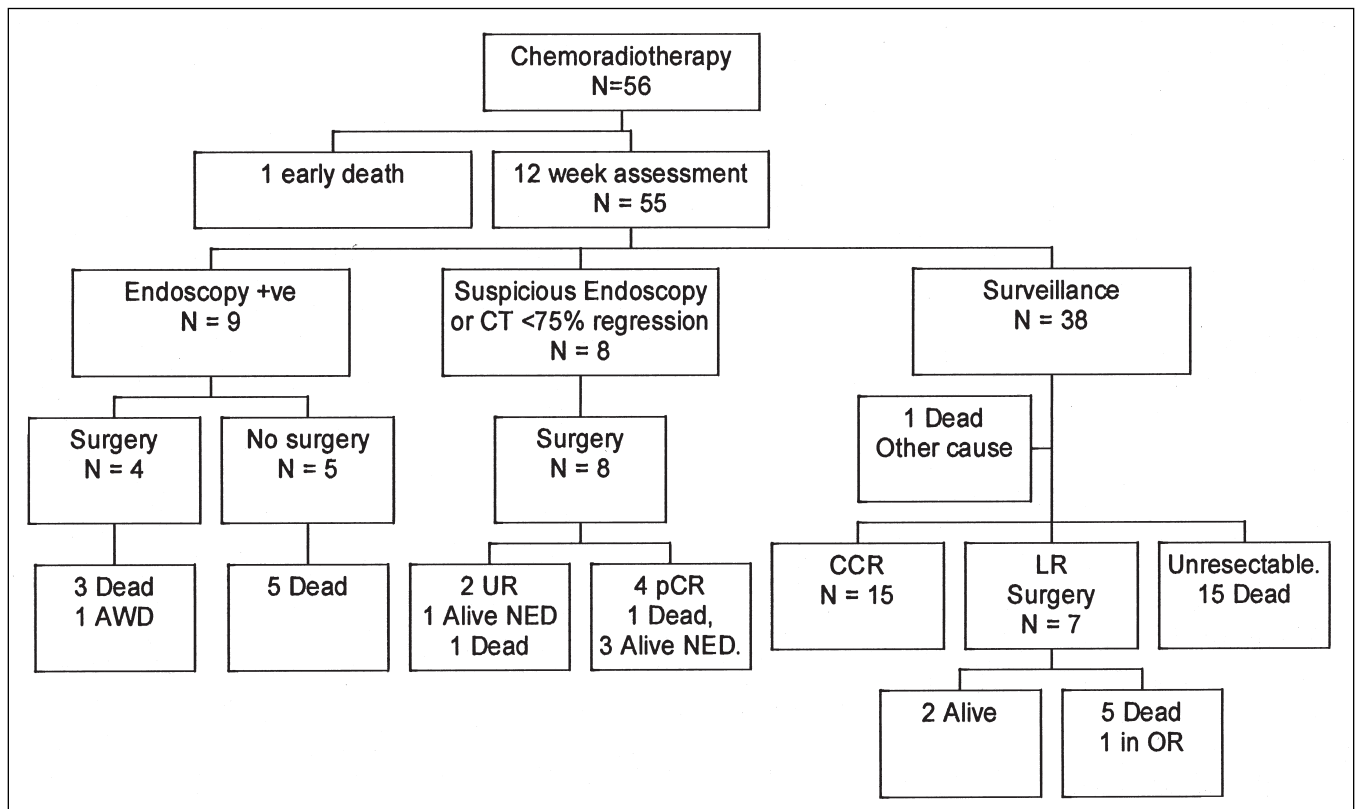 Chemoradiotherapy
N=56
1 early death
12 week assessment
N = 55
Endoscopy +ve
N = 9
Suspicious Endoscopy
or CT <75% regression
N = 8
Surveillance
N = 38
1 Dead
Other cause
Surgery
N = 4
No surgery
N = 5
Surgery
N = 8
3 Dead
1 AWD
5 Dead
2 UR
1 Alive NED
1 Dead
4 pCR
1 Dead,
3 Alive NED.
CCR
N = 15
LR
Surgery
N = 7
Unresectable.
15 Dead
2 Alive
5 Dead
1 in OR